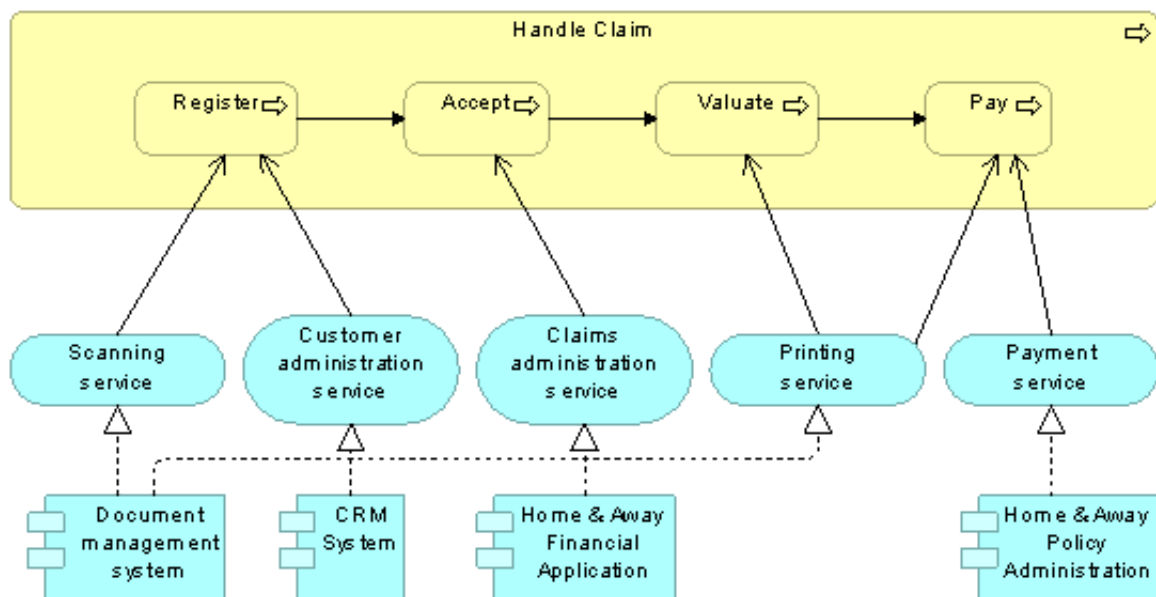 Handle Claim
Register
Accept
Valuate
Pay
Scanning
service
Customer
administration
service
Claims
administration
service
Printing
service
Payment
service
Document
management
system
CRM
System
Home & Away
Financial
Application
Home & Away
Policy
Administration